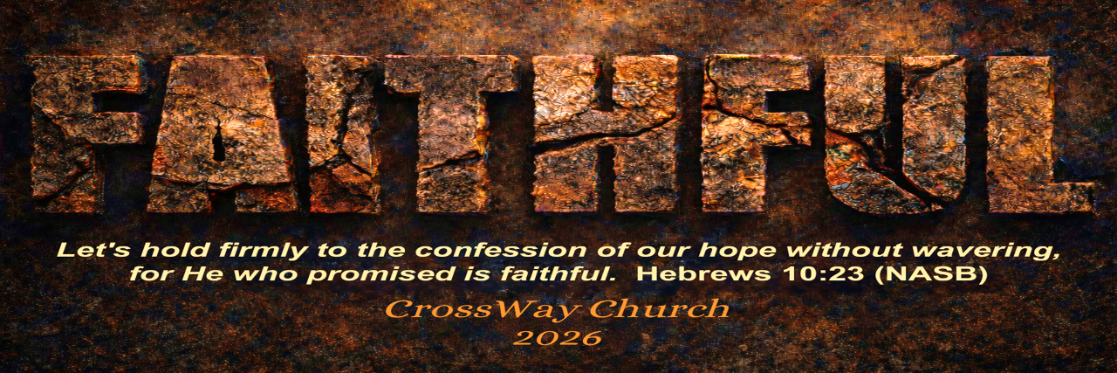 FAITHFUL
Let's hold firmly to the confession of our hope without wavering,
for He who promised is faithful.  Hebrews 10:23 (NASB)
CrossWay Church
2026